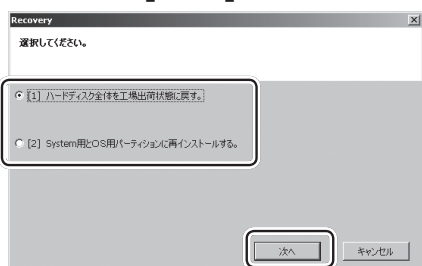 Recovery
選択してください。
[1] ハードディスク全体を工場出荷状態に戻す。
[2] System用とOS用パーティションに再インストールする。
次へ
キャンセル